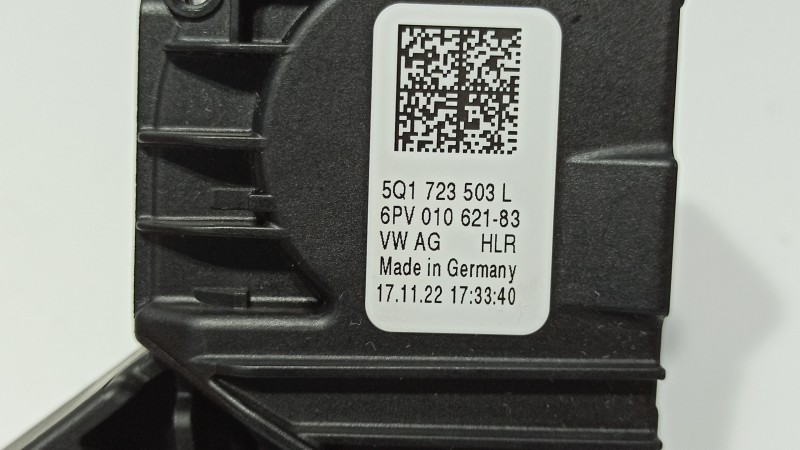 5Q1 723 503 L
6PV 010 621-83
VW AG HLR
Made in Germany
17.11.22 17:33:40